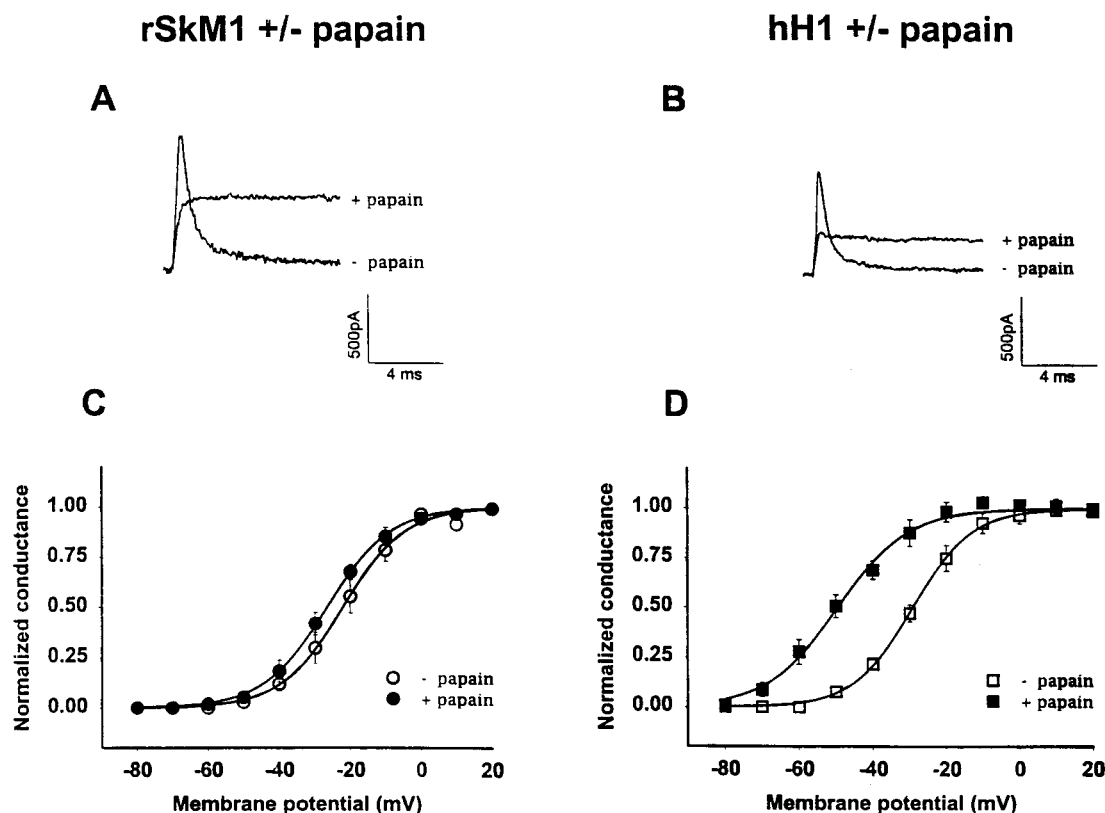 rSkM1 +/- papain
hH1 +/- papain
A
+ papain
- papain
500pA
4 ms
B
+ papain
- papain
500pA
4 ms
C
Normalized conductance
1.00
0.75
0.50
0.25
0.00
- papain
+ papain
-80 -60 -40 -20 0 20
Membrane potential (mV)
D
Normalized conductance
1.00
0.75
0.50
0.25
0.00
- papain
+ papain
-80 -60 -40 -20 0 20
Membrane potential (mV)